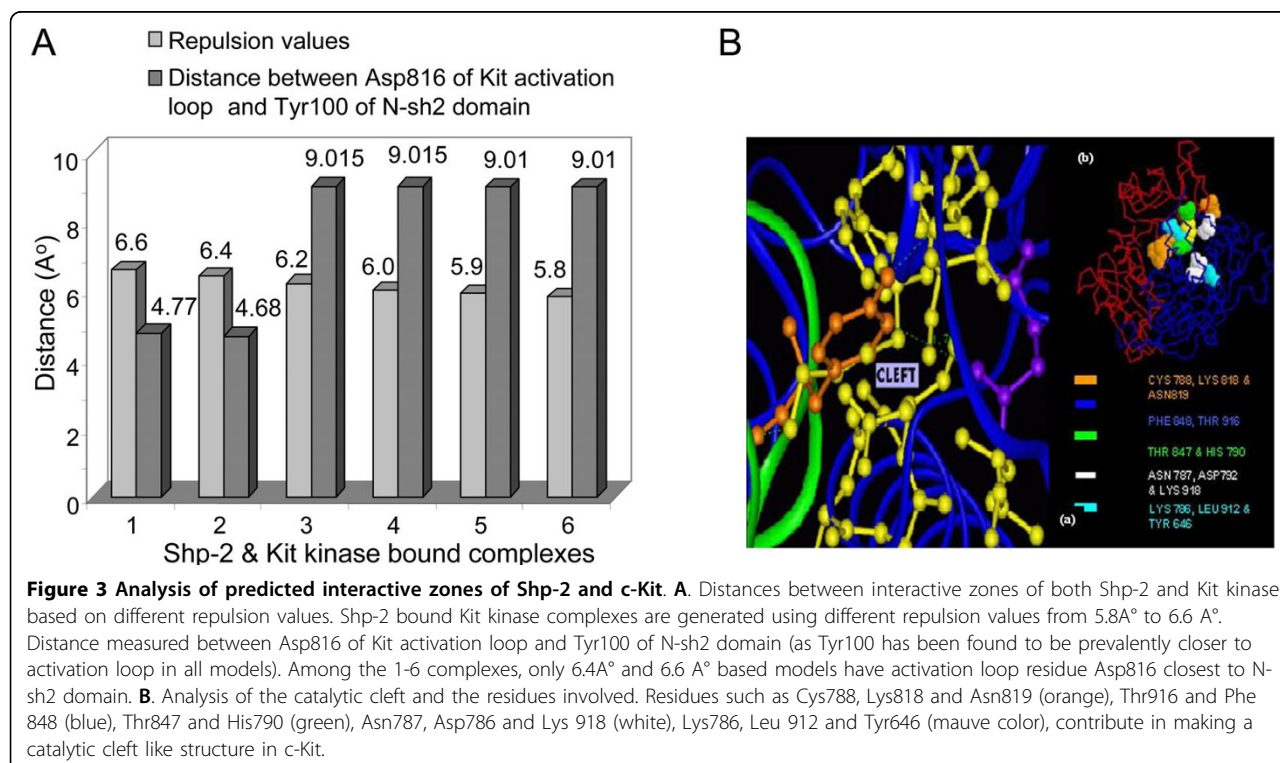 A
Repulsion values
Distance between Asp816 of Kit activation
loop and Tyr100 of N-sh2 domain
10
8
6
4
2
0
Distance (Aº)
6.6
4.77
6.4
4.68
6.2
9.015
6.0
9.015
5.9
9.01
5.8
9.01
1 2 3 4 5 6
Shp-2 & Kit kinase bound complexes
B
CLEFT
(b)
CYS 788, LYS 818 &
ASN819
PHE 848, THR 916
THR 847 & HIS 790
ASN 787, ASP792
& LYS 918
(a)
LYS 786, LEU 912 &
TYR 646
Figure 3 Analysis of predicted interactive zones of Shp-2 and c-Kit. A. Distances between interactive zones of both Shp-2 and Kit kinase
based on different repulsion values. Shp-2 bound Kit kinase complexes are generated using different repulsion values from 5.8A° to 6.6 A°.
Distance measured between Asp816 of Kit activation loop and Tyr100 of N-sh2 domain (as Tyr100 has been found to be prevalently closer to
activation loop in all models). Among the 1-6 complexes, only 6.4A° and 6.6 A° based models have activation loop residue Asp816 closest to N-
sh2 domain. B. Analysis of the catalytic cleft and the residues involved. Residues such as Cys788, Lys818 and Asn819 (orange), Thr916 and Phe
848 (blue), Thr847 and His790 (green), Asn787, Asp786 and Lys 918 (white), Lys786, Leu 912 and Tyr646 (mauve color), contribute in making a
catalytic cleft like structure in c-Kit.